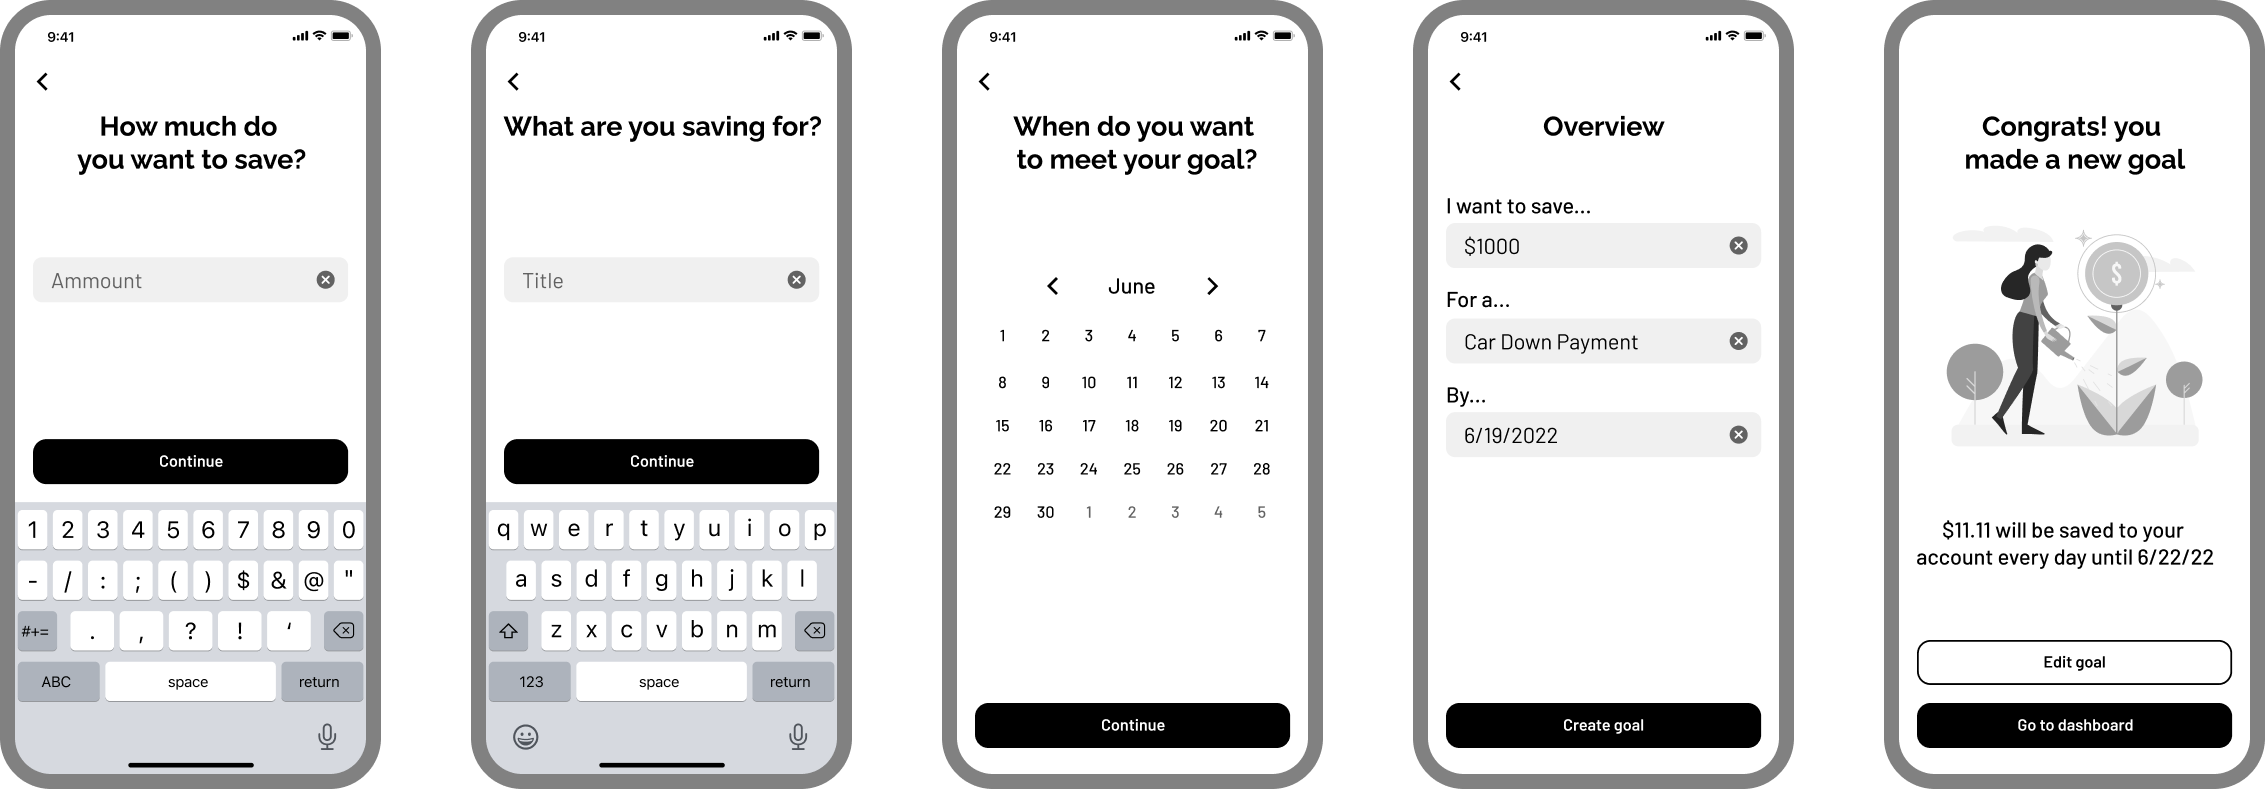 9:41
How much do
you want to save?
Ammount
Continue
1 2 3 4 5 6 7 8 9 0
- / : ; ( ) $ & @ "
#+= . , ? ! ‘
ABC space return
9:41
What are you saving for?
Title
Continue
q w e r t y u i o p
a s d f g h j k l
z x c v b n m
123 space return
9:41
When do you want
to meet your goal?
June
1 2 3 4 5 6 7
8 9 10 11 12 13 14
15 16 17 18 19 20 21
22 23 24 25 26 27 28
29 30 1 2 3 4 5
Continue
9:41
Overview
I want to save...
$1000
For a...
Car Down Payment
By...
6/19/2022
Create goal
Congrats! you
made a new goal
$
$11.11 will be saved to your
account every day until 6/22/22
Edit goal
Go to dashboard